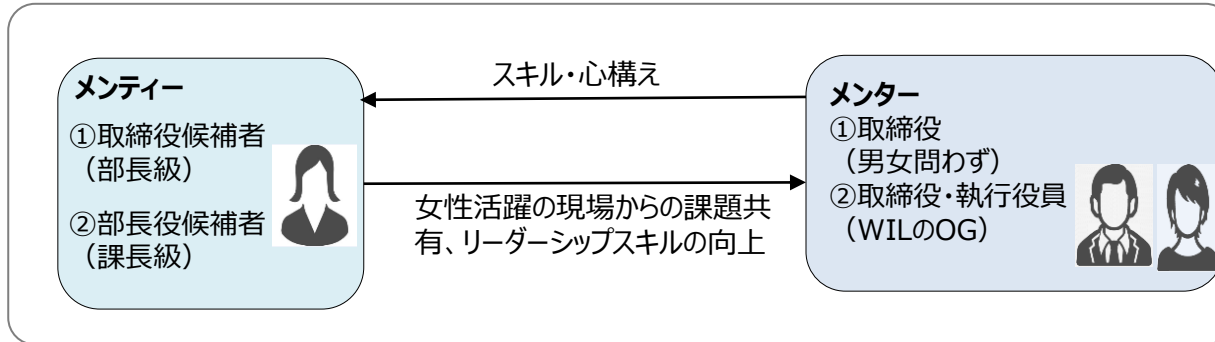 メンティー
①取締役候補者
（部長級）
②部長役候補者
（課長級）
スキル・心構え
女性活躍の現場からの課題共
有、リーダーシップスキルの向上
メンター
①取締役
（男女問わず）
②取締役・執行役員
（WILのOG）